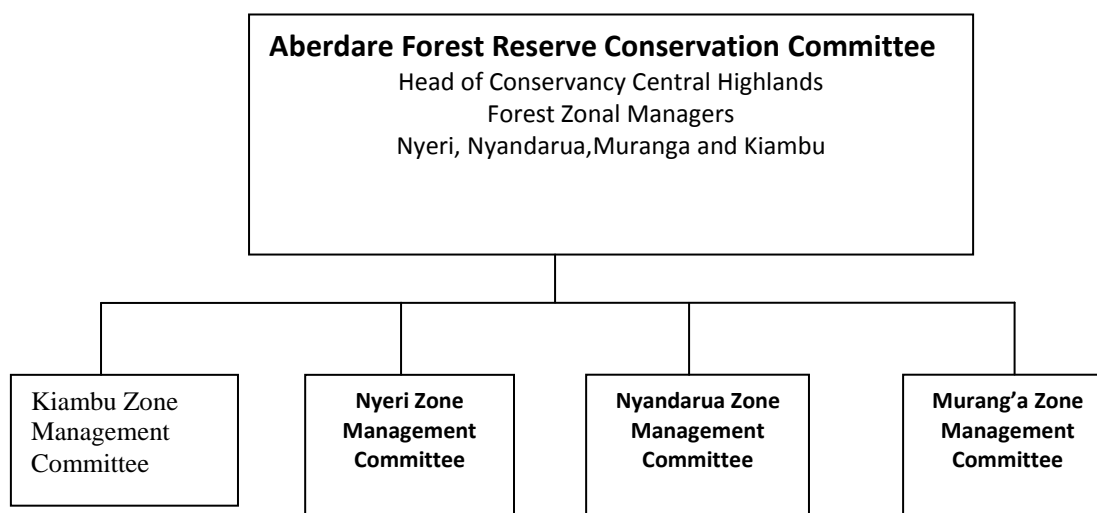 Aberdare Forest Reserve Conservation Committee
Head of Conservancy Central Highlands
Forest Zonal Managers
Nyeri, Nyandarua,Muranga and Kiambu
Kiambu Zone
Management
Committee
Nyeri Zone
Management
Committee
Nyandarua Zone
Management
Committee
Murang’a Zone
Management
Committee